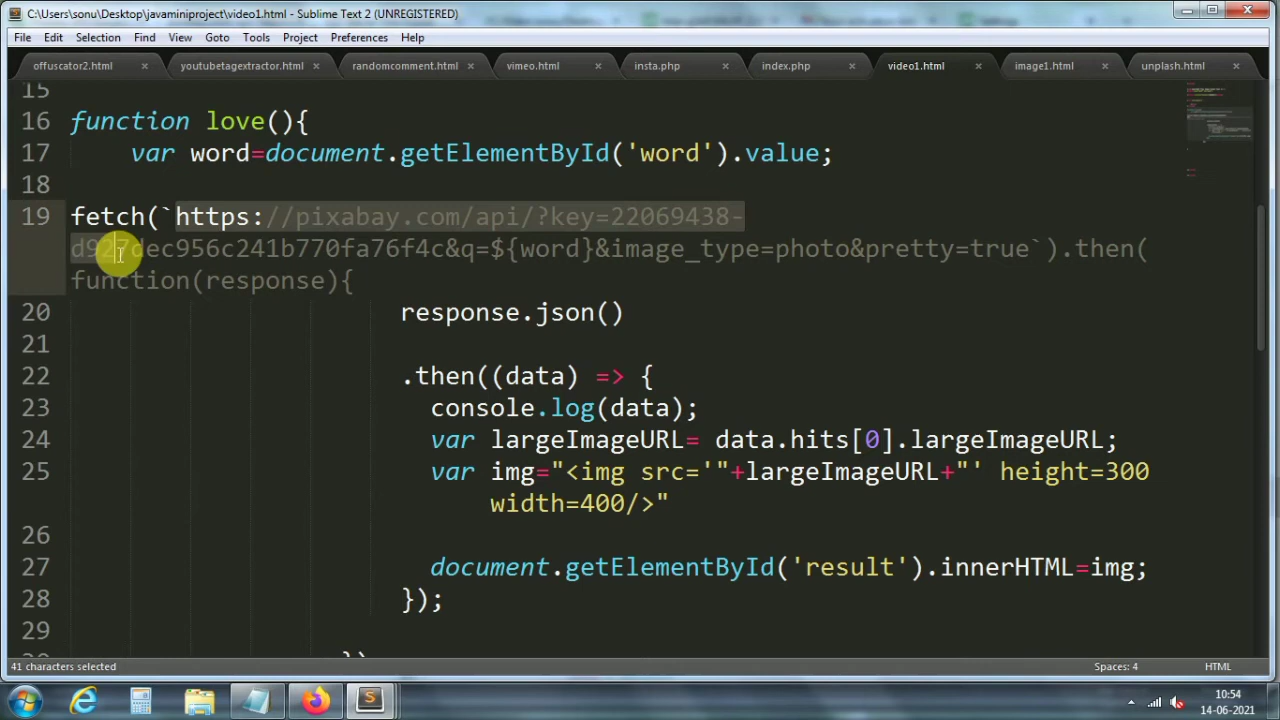 C:\Users\sonu\Desktop\javaminiproject\video1.html - Sublime Text 2 (UNREGISTERED)
File Edit Selection Find View Goto Tools Project Preferences Help
offuscator2.html youtubetagextractor.html randomcomment.html vimeo.html insta.php index.php video1.html image1.html unplash.html
15
16 function love(){
17 var word=document.getElementById('word').value;
18
19 fetch(`https://pixabay.com/api/?key=22069438-
d927dec956c241b770fa76f4c&q=${word}&image_type=photo&pretty=true`).then(
function(response){
20 response.json()
21
22 .then((data) => {
23 console.log(data);
24 var largeImageURL= data.hits[0].largeImageURL;
25 var img="<img src='"+largeImageURL+"' height=300
width=400/>"
26
27 document.getElementById('result').innerHTML=img;
28 });
29
30 })
41 characters selected Spaces: 4 HTML
10:54
14-06-2021